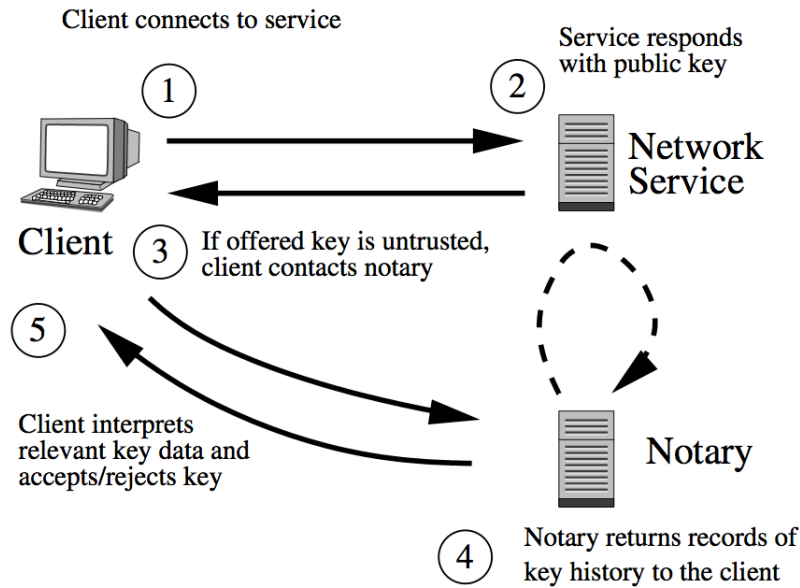 Client connects to service
1
2
Service responds
with public key
Network
Service
Client
3
If offered key is untrusted,
client contacts notary
5
Client interprets
relevant key data and
accepts/rejects key
Notary
4
Notary returns records of
key history to the client